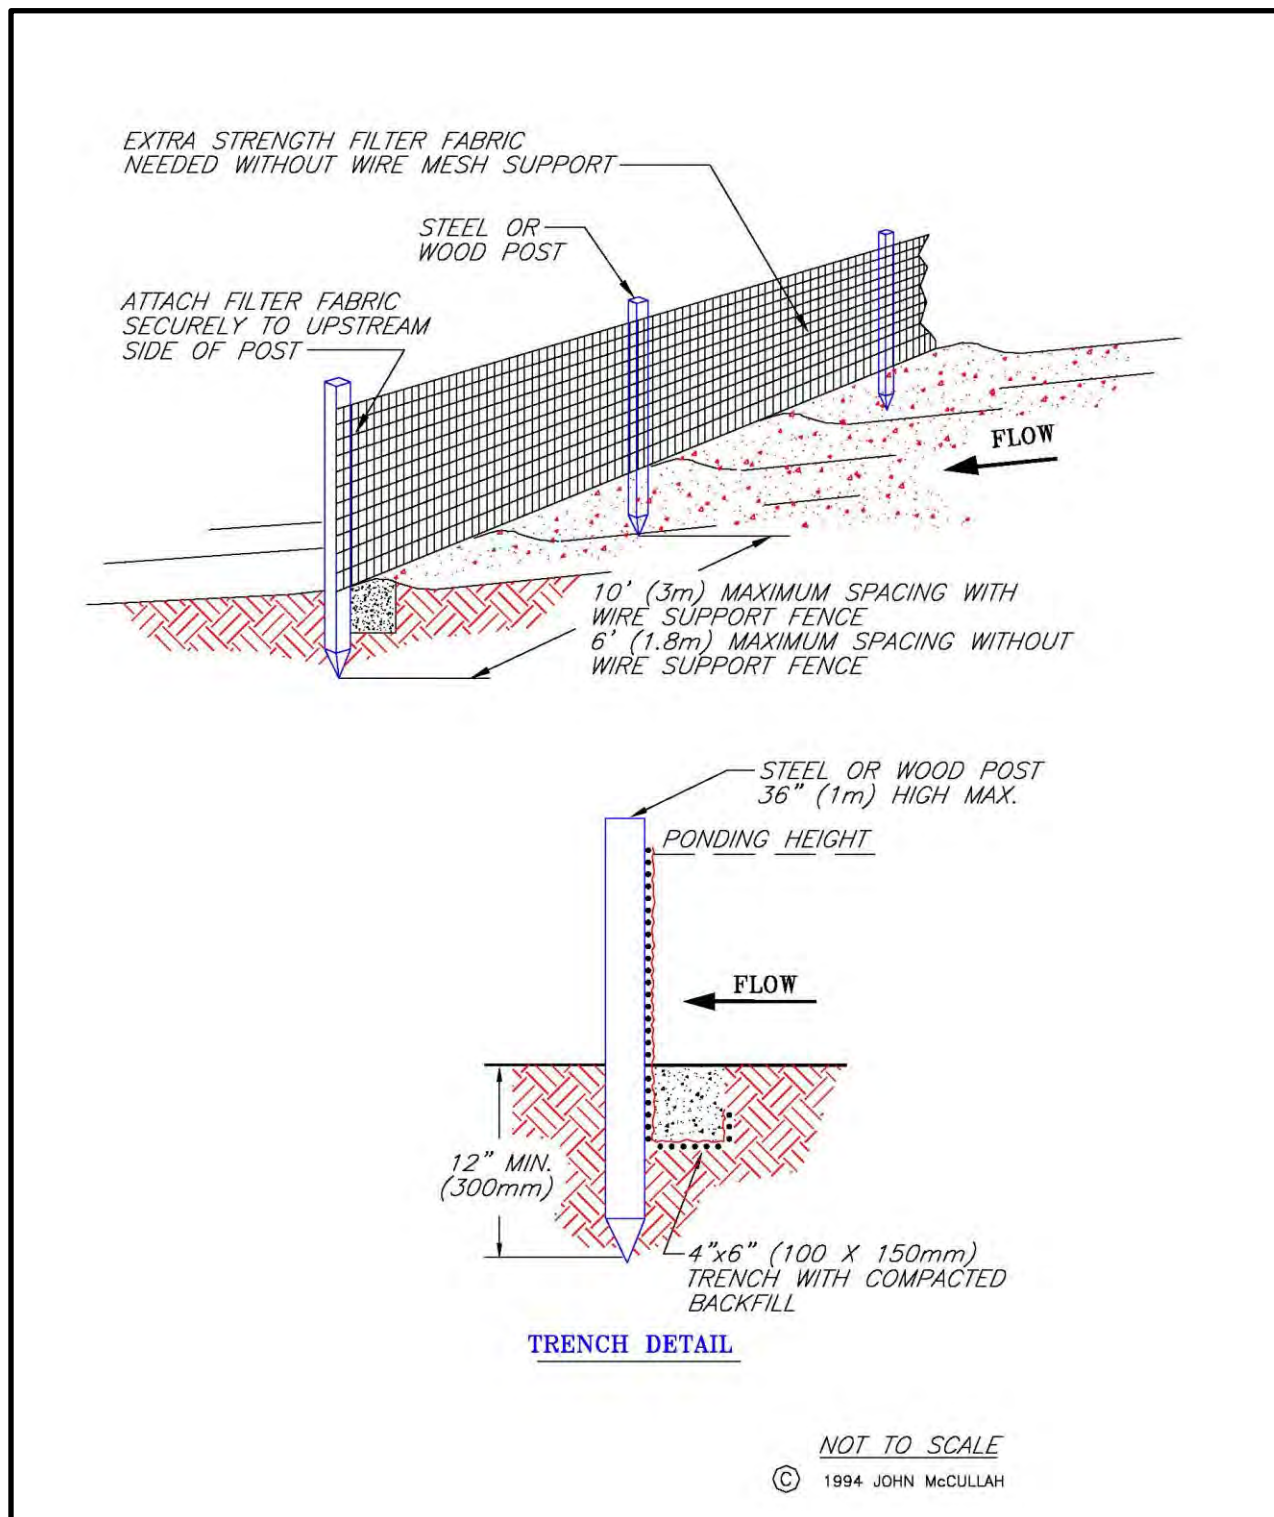 EXTRA STRENGTH FILTER FABRIC
NEEDED WITHOUT WIRE MESH SUPPORT
STEEL OR
WOOD POST
ATTACH FILTER FABRIC
SECURELY TO UPSTREAM
SIDE OF POST
FLOW
10' (3m) MAXIMUM SPACING WITH
WIRE SUPPORT FENCE
6' (1.8m) MAXIMUM SPACING WITHOUT
WIRE SUPPORT FENCE
STEEL OR WOOD POST
36" (1m) HIGH MAX.
PONDING HEIGHT
FLOW
12" MIN.
(300mm)
4"x6" (100 X 150mm)
TRENCH WITH COMPACTED
BACKFILL
TRENCH DETAIL
NOT TO SCALE
© 1994 JOHN McCULLAH